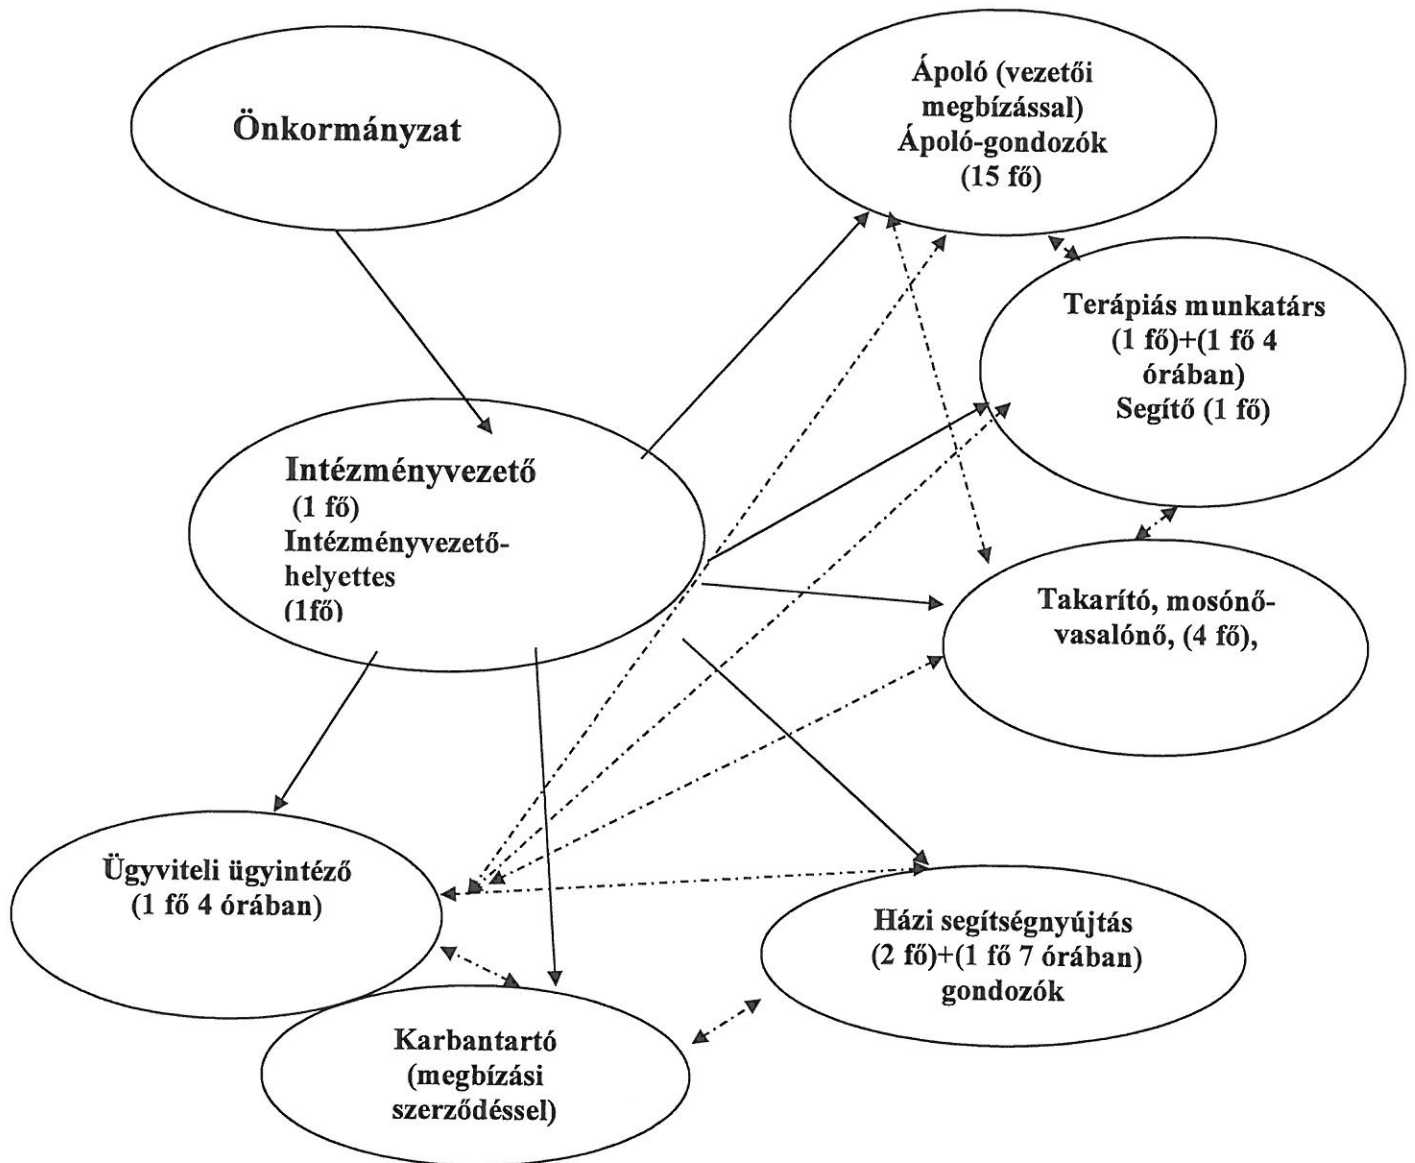 Önkormányzat
Ápoló (vezetői
megbízással)
Ápoló-gondozók
(15 fő)
Terápiás munkatárs
(1 fő)+(1 fő 4
órában)
Segítő (1 fő)
Intézményvezető
(1 fő)
Intézményvezető-
helyettes
(1fő)
Takarító, mosónő-
vasalónő, (4 fő),
Ügyviteli ügyintéző
(1 fő 4 órában)
Házi segítségnyújtás
(2 fő)+(1 fő 7 órában)
gondozók
Karbantartó
(megbízási
szerződéssel)